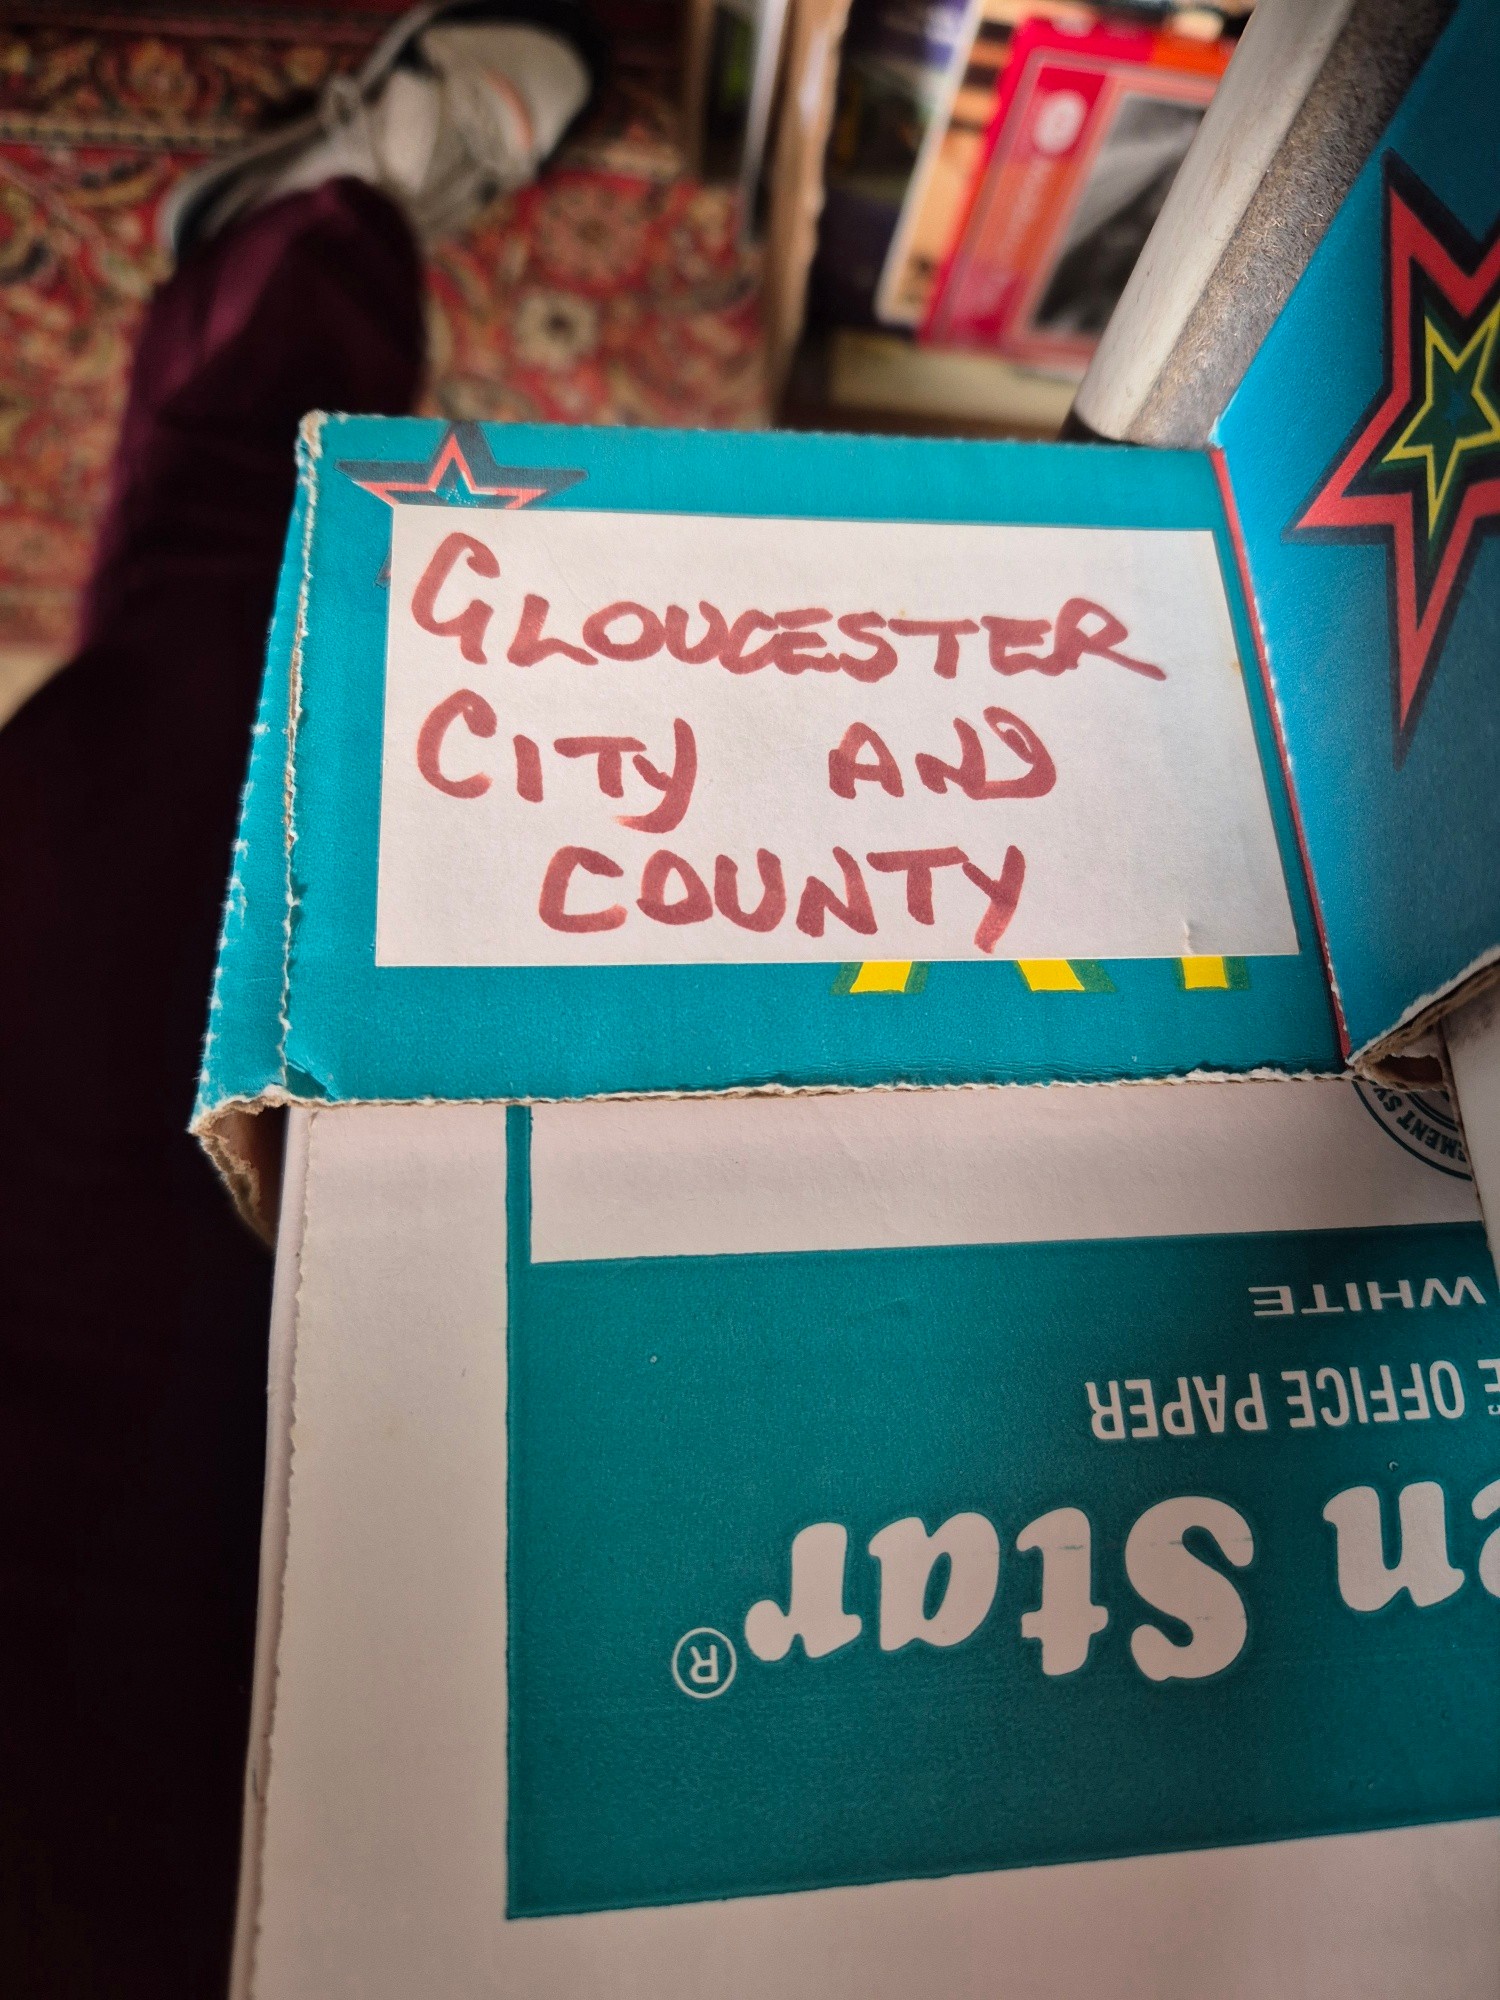 GLOUCESTER
CITY AND
COUNTY
WHITE
OFFICE PAPER
Star®